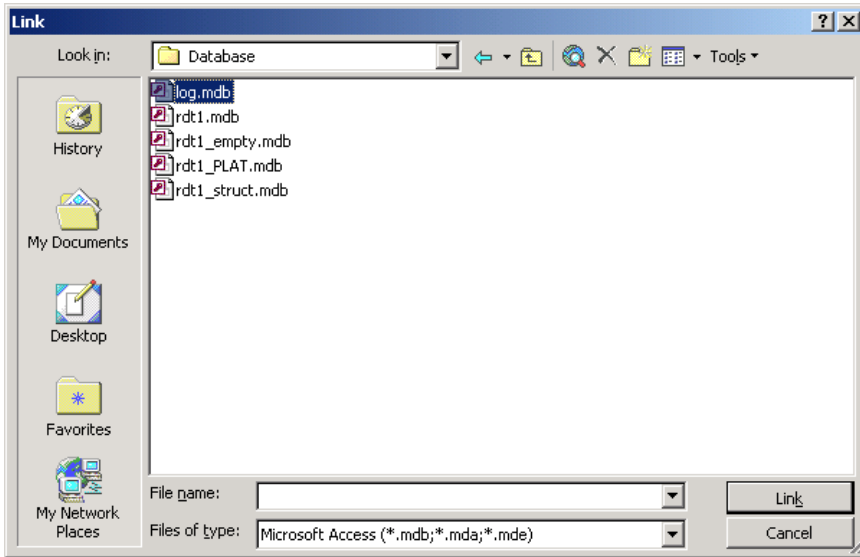 Link
Look in: Database Tools
log.mdb
rdt1.mdb
rdt1_empty.mdb
rdt1_PLAT.mdb
rdt1_struct.mdb
History
My Documents
Desktop
Favorites
My Network
Places
File name: Link
Files of type: Microsoft Access (*.mdb;*.mda;*.mde) Cancel